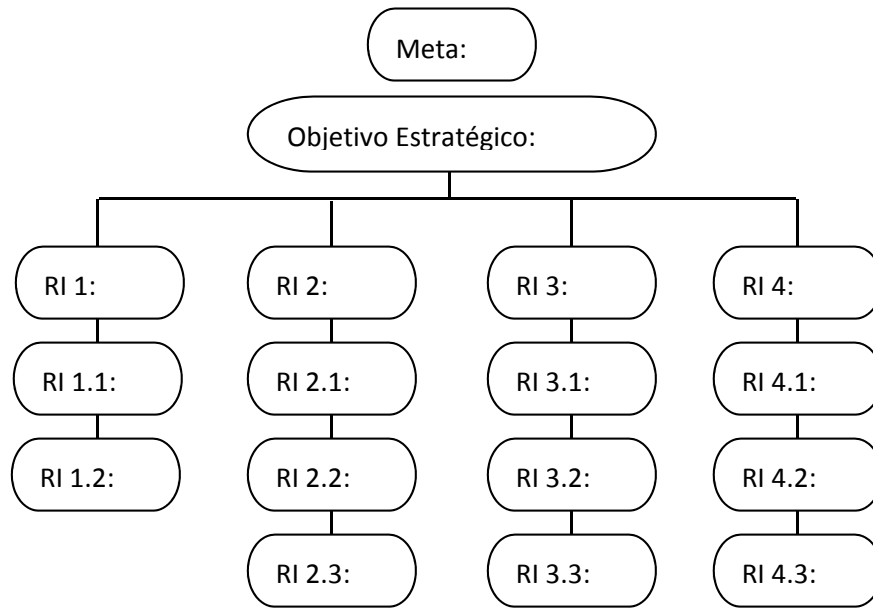 Meta:
Objetivo Estratégico:
RI 1:
RI 2:
RI 3:
RI 4:
RI 1.1:
RI 2.1:
RI 3.1:
RI 4.1:
RI 1.2:
RI 2.2:
RI 3.2:
RI 4.2:
RI 2.3:
RI 3.3:
RI 4.3: